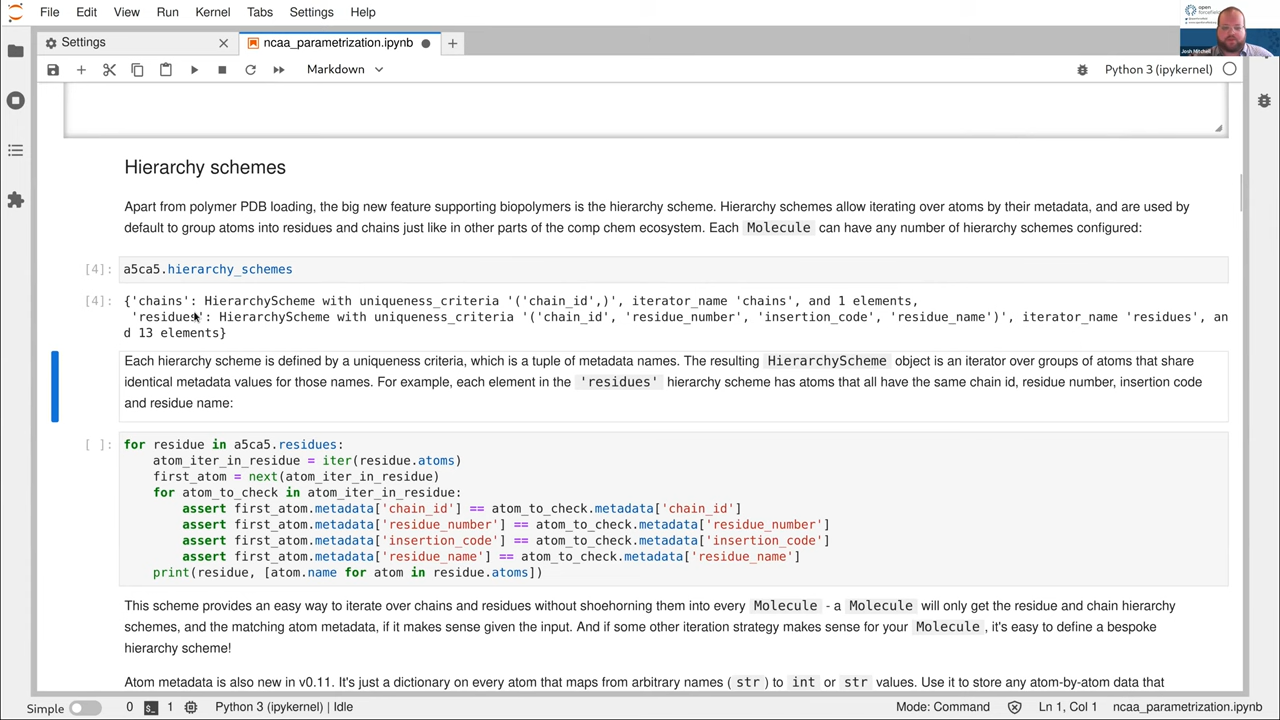 File Edit View Run Kernel Tabs Settings Help
open
forcefield
Settings
ncaa_parametrization.ipynb
Josh Mitchell
Markdown
Python 3 (ipykernel)
Hierarchy schemes
Apart from polymer PDB loading, the big new feature supporting biopolymers is the hierarchy scheme. Hierarchy schemes allow iterating over atoms by their metadata, and are used by
default to group atoms into residues and chains just like in other parts of the comp chem ecosystem. Each Molecule can have any number of hierarchy schemes configured:
[4]: a5ca5.hierarchy_schemes
[4]: {'chains': HierarchyScheme with uniqueness_criteria '('chain_id',)', iterator_name 'chains', and 1 elements,
'residues': HierarchyScheme with uniqueness_criteria '('chain_id', 'residue_number', 'insertion_code', 'residue_name')', iterator_name 'residues', an
d 13 elements}
Each hierarchy scheme is defined by a uniqueness criteria, which is a tuple of metadata names. The resulting HierarchyScheme object is an iterator over groups of atoms that share
identical metadata values for those names. For example, each element in the 'residues' hierarchy scheme has atoms that all have the same chain id, residue number, insertion code
and residue name:
[ ]: for residue in a5ca5.residues:
atom_iter_in_residue = iter(residue.atoms)
first_atom = next(atom_iter_in_residue)
for atom_to_check in atom_iter_in_residue:
assert first_atom.metadata['chain_id'] == atom_to_check.metadata['chain_id']
assert first_atom.metadata['residue_number'] == atom_to_check.metadata['residue_number']
assert first_atom.metadata['insertion_code'] == atom_to_check.metadata['insertion_code']
assert first_atom.metadata['residue_name'] == atom_to_check.metadata['residue_name']
print(residue, [atom.name for atom in residue.atoms])
This scheme provides an easy way to iterate over chains and residues without shoehorning them into every Molecule - a Molecule will only get the residue and chain hierarchy
schemes, and the matching atom metadata, if it makes sense given the input. And if some other iteration strategy makes sense for your Molecule, it's easy to define a bespoke
hierarchy scheme!
Atom metadata is also new in v0.11. It's just a dictionary on every atom that maps from arbitrary names (str) to int or str values. Use it to store any atom-by-atom data that
Simple 0 1 Python 3 (ipykernel) | Idle Mode: Command Ln 1, Col 1 ncaa_parametrization.ipynb